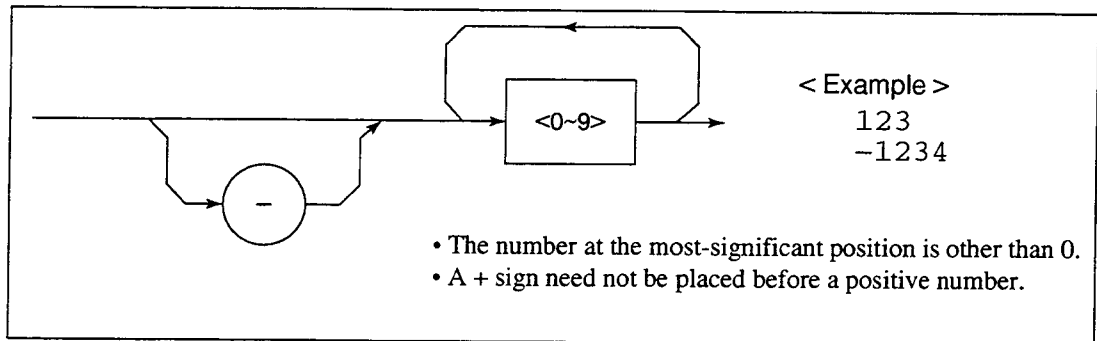 <0~9>
−
< Example >
123
−1234
• The number at the most-significant position is other than 0.
• A + sign need not be placed before a positive number.